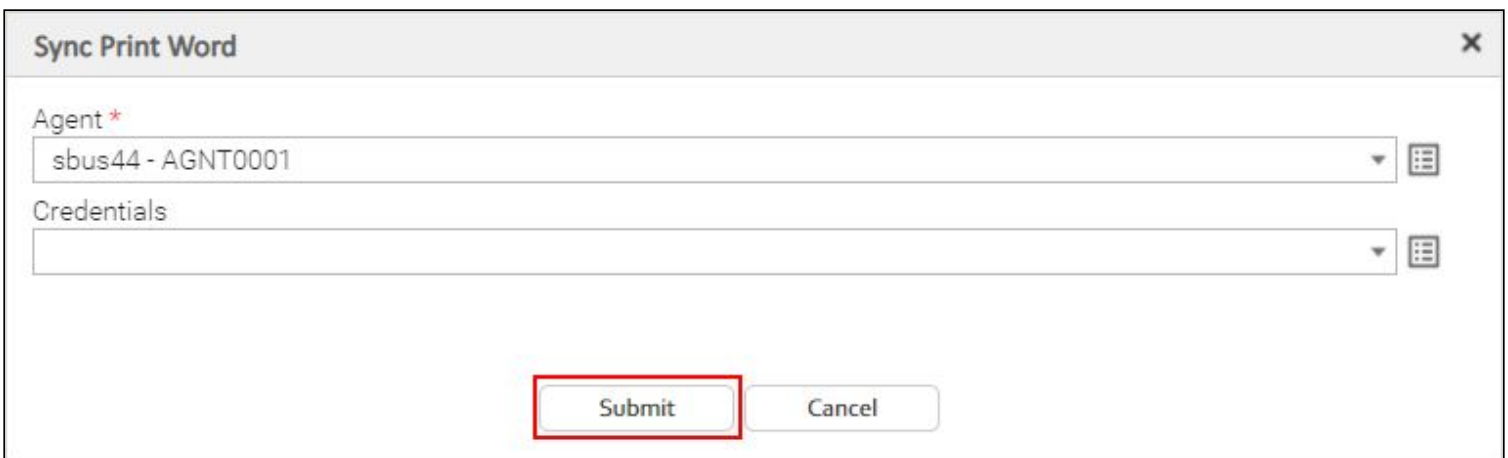 Sync Print Word
Agent *
sbus44 - AGNT0001
Credentials
Submit Cancel